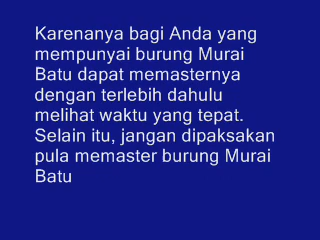 Karenanya bagi Anda yang
mempunyai burung Murai
Batu dapat memasternya
dengan terlebih dahulu
melihat waktu yang tepat.
Selain itu, jangan dipaksakan
pula memaster burung Murai
Batu